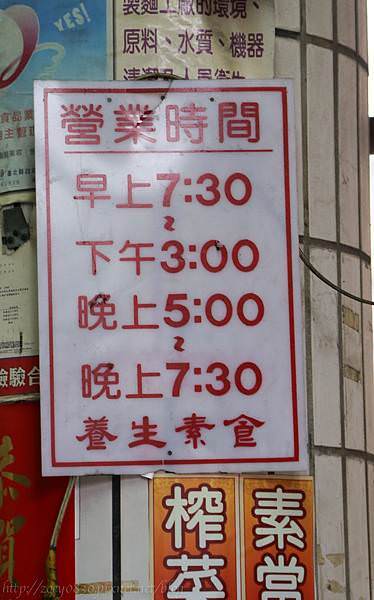 YES!
裝麵工廠的環境、
原料、水質、機器
營業時間
早上7:30
~
下午3:00
晚上5:00
~
晚上7:30
養生素食
榨菜
素當
恭賀